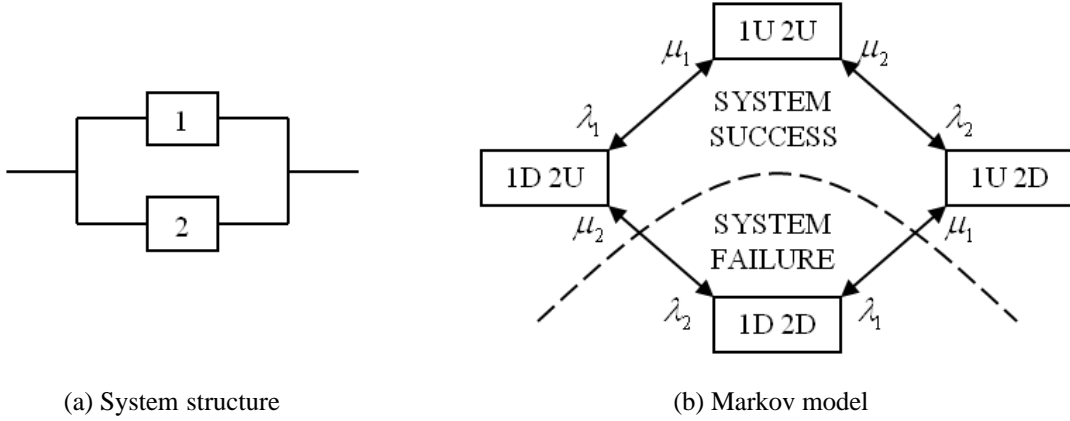 1
2
(a) System structure
1U 2U
μ₁
μ₂
SYSTEM
SUCCESS
λ₁
λ₂
1D 2U
1U 2D
μ₂
SYSTEM
FAILURE
μ₁
λ₂
1D 2D
λ₁
(b) Markov model